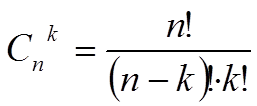 C_n^k = n! / ((n − k)!·k!)